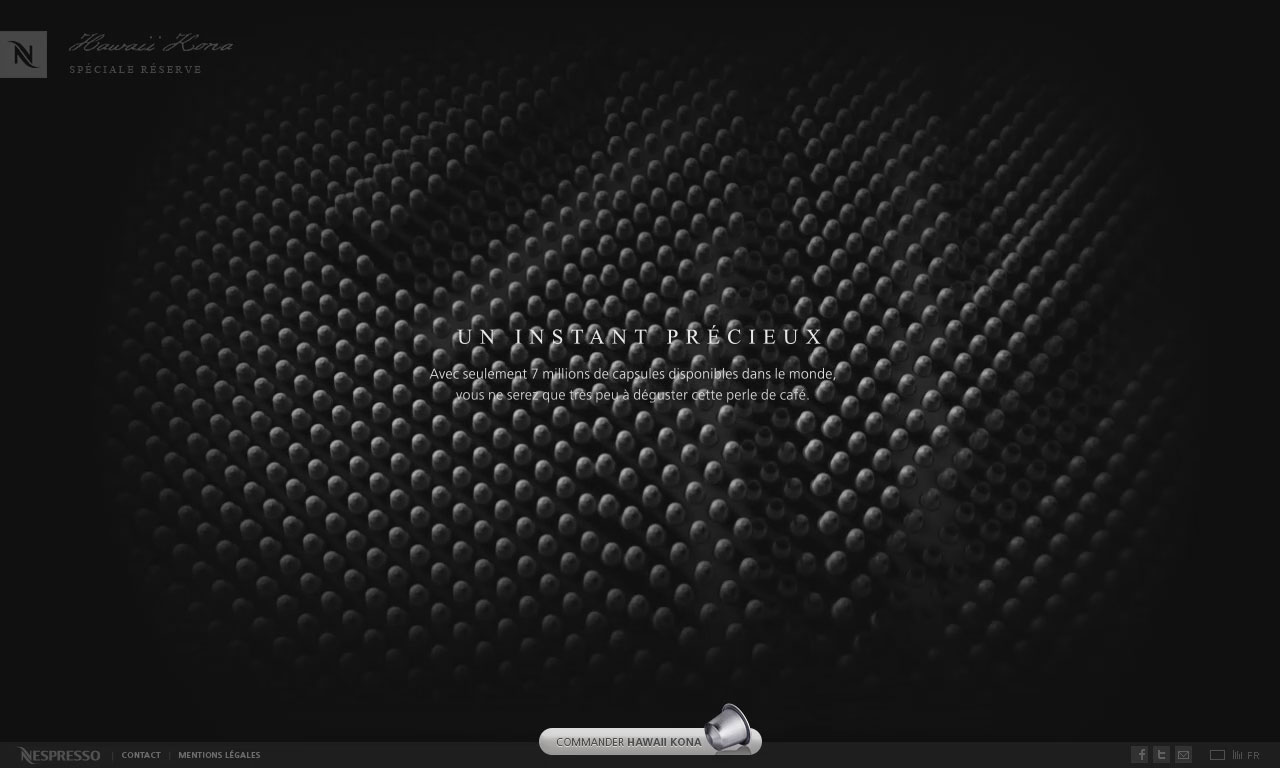 N
Hawaii Kona
SPÉCIALE RÉSERVE
UN INSTANT PRÉCIEUX
Avec seulement 7 millions de capsules disponibles dans le monde,
vous ne serez que très peu à déguster cette perle de café.
COMMANDER HAWAII KONA
NESPRESSO | CONTACT | MENTIONS LÉGALES
f t FR